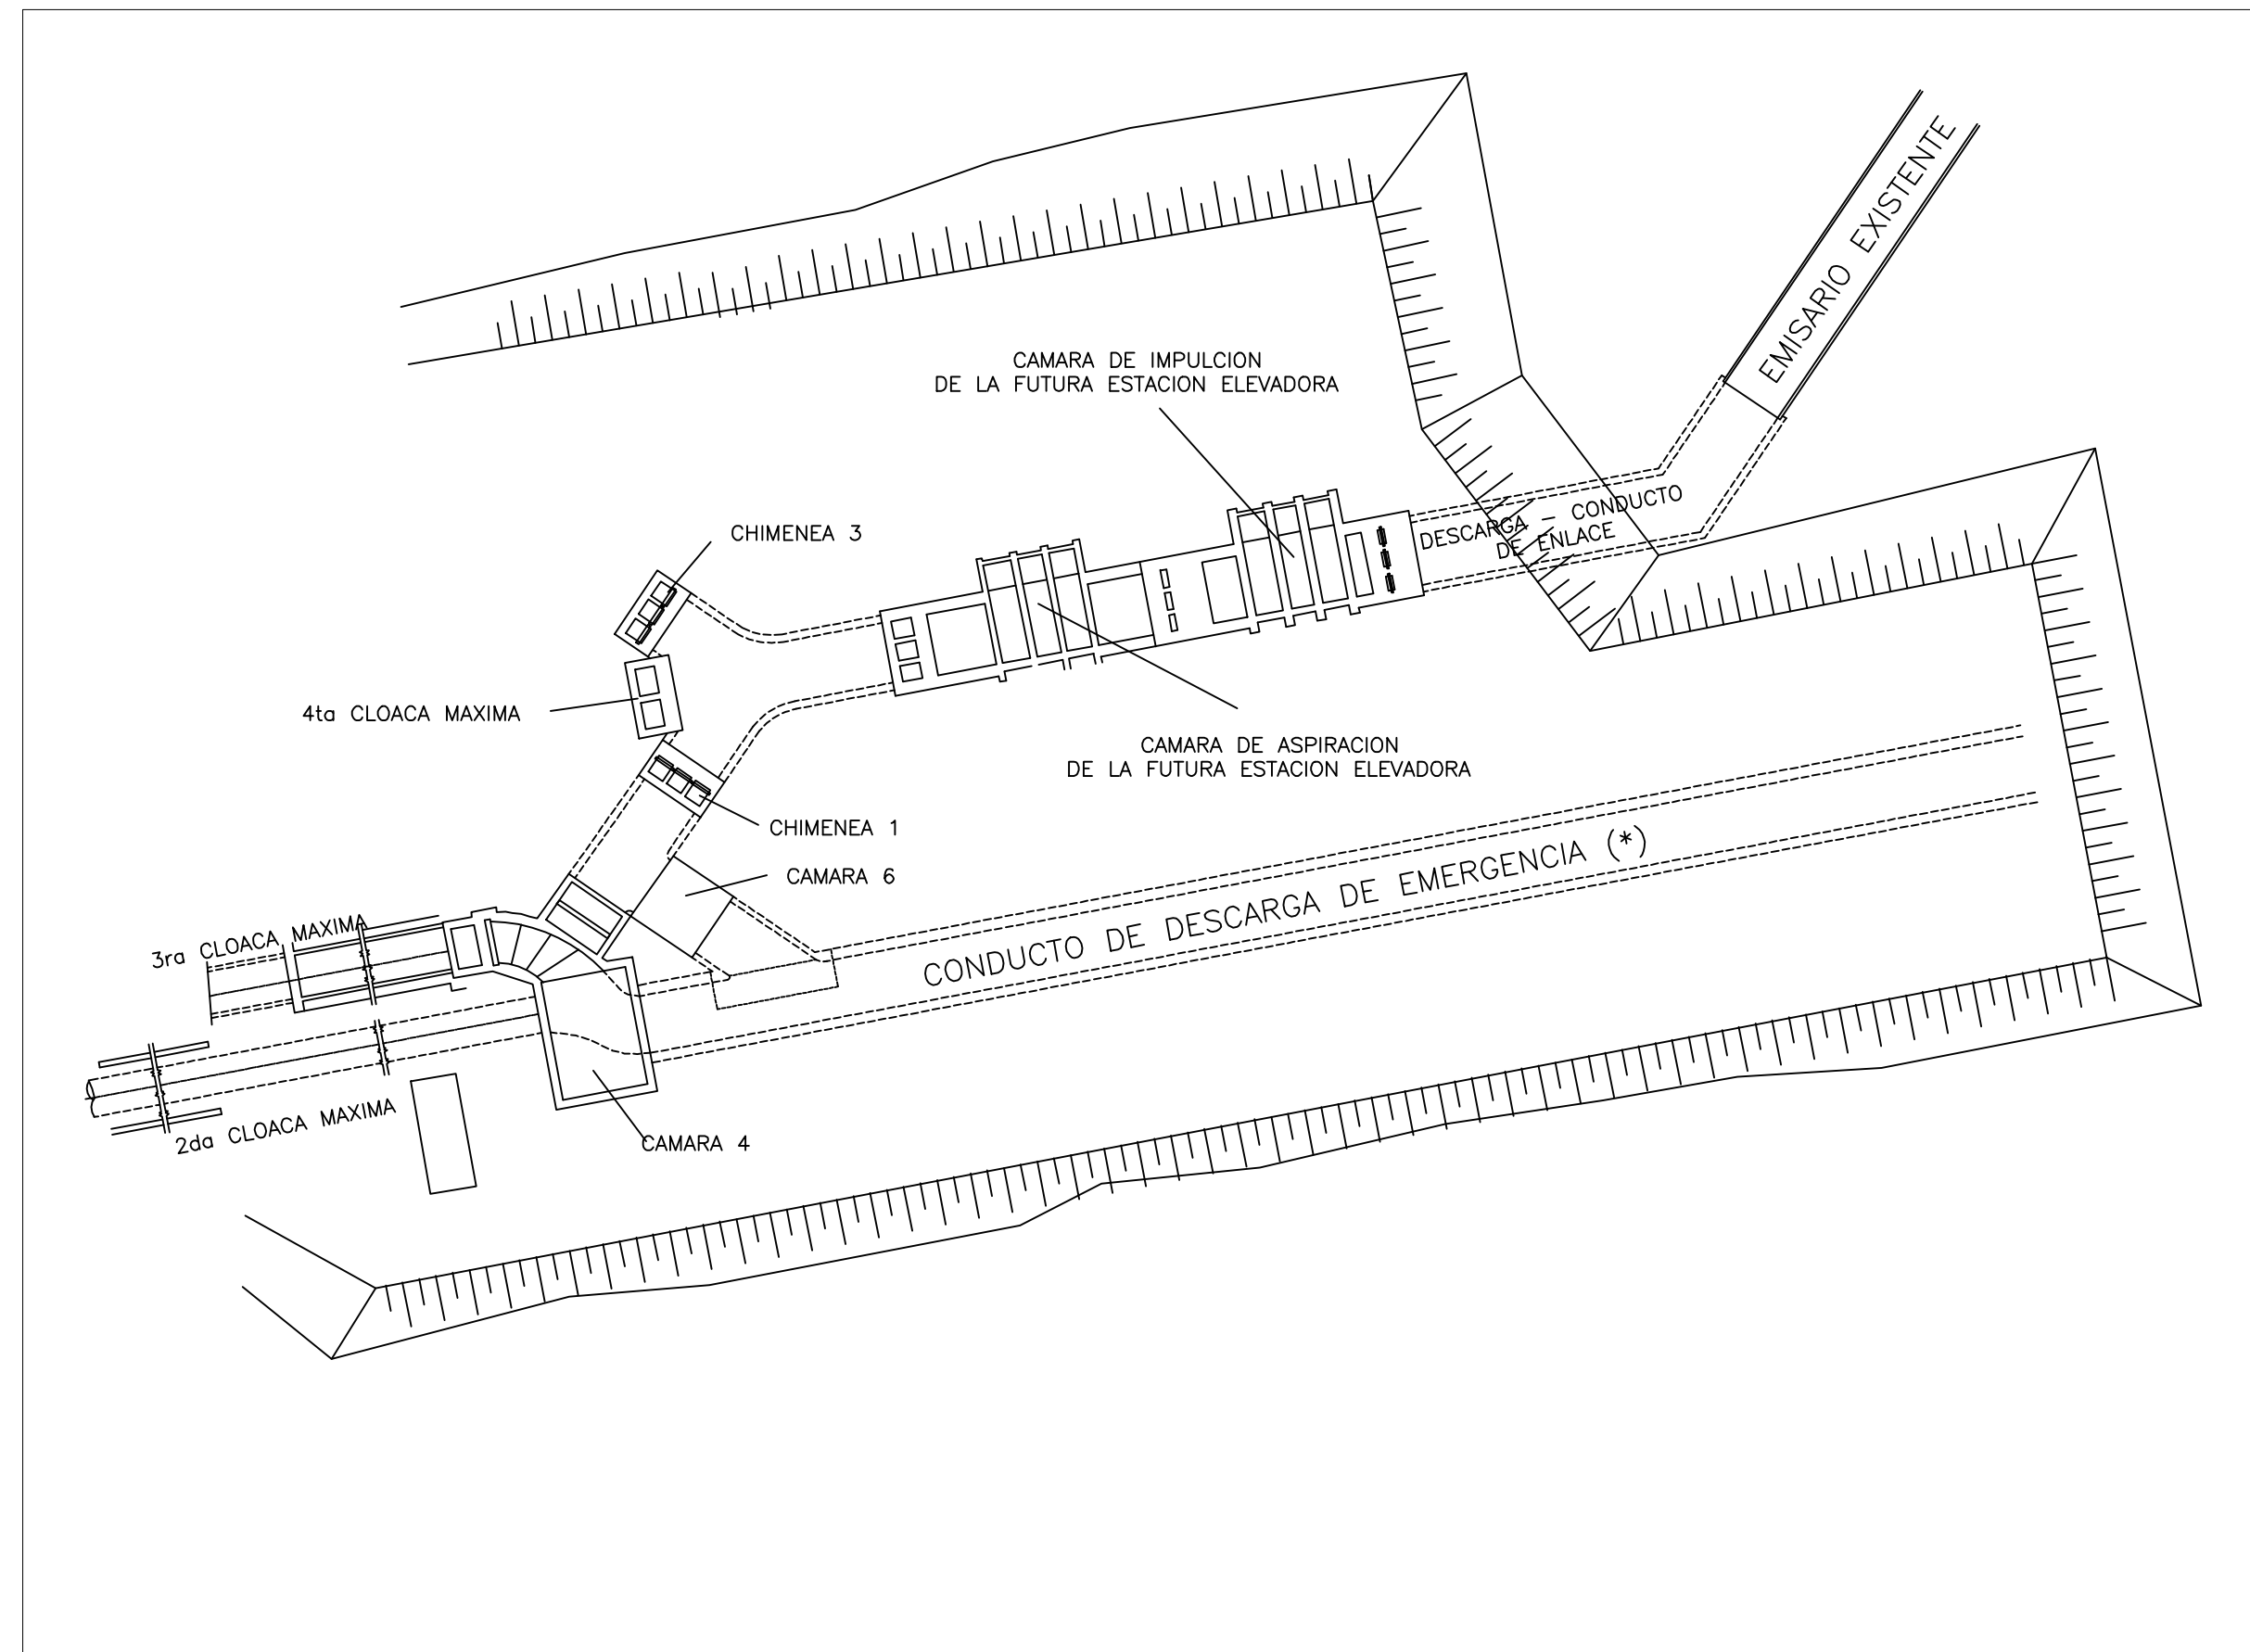 EMISARIO EXISTENTE
CAMARA DE IMPULCION
DE LA FUTURA ESTACION ELEVADORA
DESCARGA – CONDUCTO
DE ENLACE
CHIMENEA 3
4ta CLOACA MAXIMA
CAMARA DE ASPIRACION
DE LA FUTURA ESTACION ELEVADORA
CHIMENEA 1
CAMARA 6
CONDUCTO DE DESCARGA DE EMERGENCIA (*)
3ra CLOACA MAXIMA
2da CLOACA MAXIMA
CAMARA 4